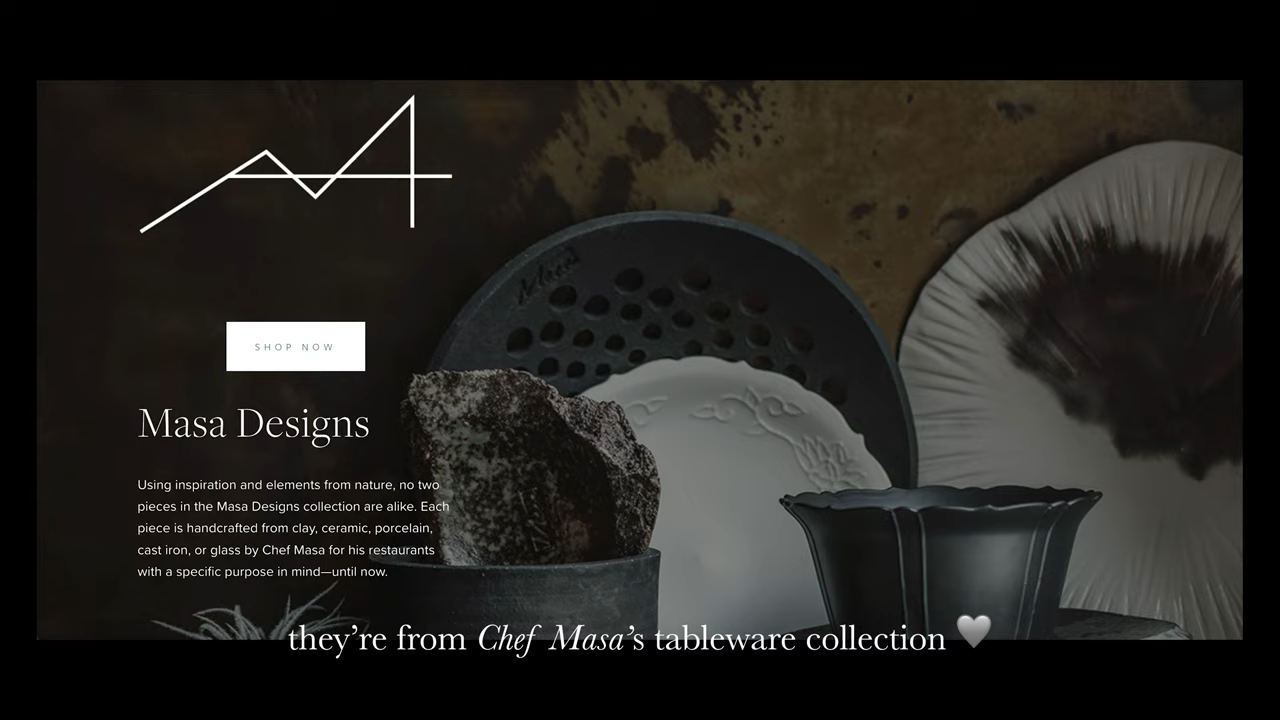 Masa
SHOP NOW
Masa Designs
Using inspiration and elements from nature, no two
pieces in the Masa Designs collection are alike. Each
piece is handcrafted from clay, ceramic, porcelain,
cast iron, or glass by Chef Masa for his restaurants
with a specific purpose in mind—until now.
they’re from Chef Masa’s tableware collection 🤍